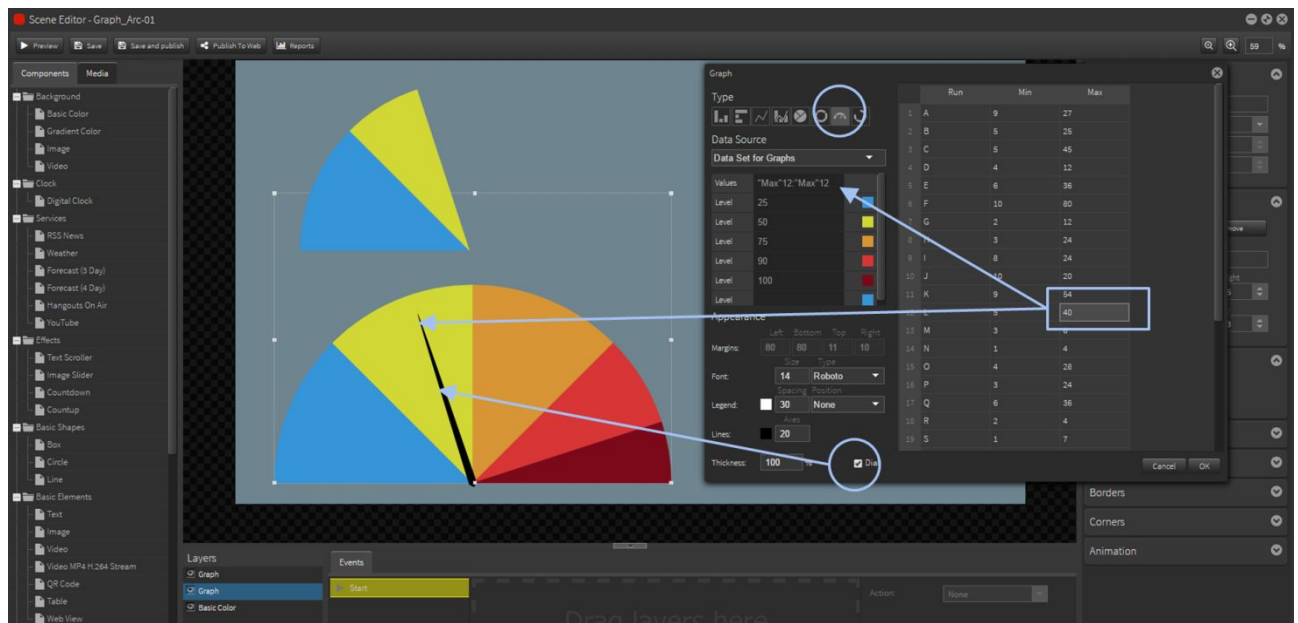 Scene Editor - Graph_Arc-01
Preview Save Save and publish Publish To Web Reports 59 %
Components Media
Background
Basic Color
Gradient Color
Image
Video
Clock
Digital Clock
Services
RSS News
Weather
Forecast (3 Day)
Forecast (4 Day)
Hangouts On Air
YouTube
Effects
Text Scroller
Image Slider
Countdown
Countup
Basic Shapes
Box
Circle
Line
Basic Elements
Text
Image
Video
Video MP4 H.264 Stream
QR Code
Table
Web View
Graph
Type
Data Source
Data Set for Graphs
Values "Max"12;"Max"12
Level 25
Level 50
Level 75
Level 90
Level 100
Level
Appearance
Left Bottom Top Right
Margins: 80 80 11 10
Size Type
Font: 14 Roboto
Spacing Position
Legend: 30 None
Axes
Lines: 20
Thickness: 100 %
Run Min Max
1 A 9 27
2 B 5 25
3 C 5 45
4 D 4 12
5 E 6 36
6 F 10 80
7 G 2 12
3 24
9 I 8 24
10 J 10 20
11 K 9 54
5 40
13 M 3
14 N 1 4
15 O 4 28
16 P 3 24
17 Q 6 36
18 R 2 4
19 S 1 7
Cancel OK
Borders
Corners
Animation
Layers
Graph
Graph
Basic Color
Events
Start
Drag layers here
Action: None